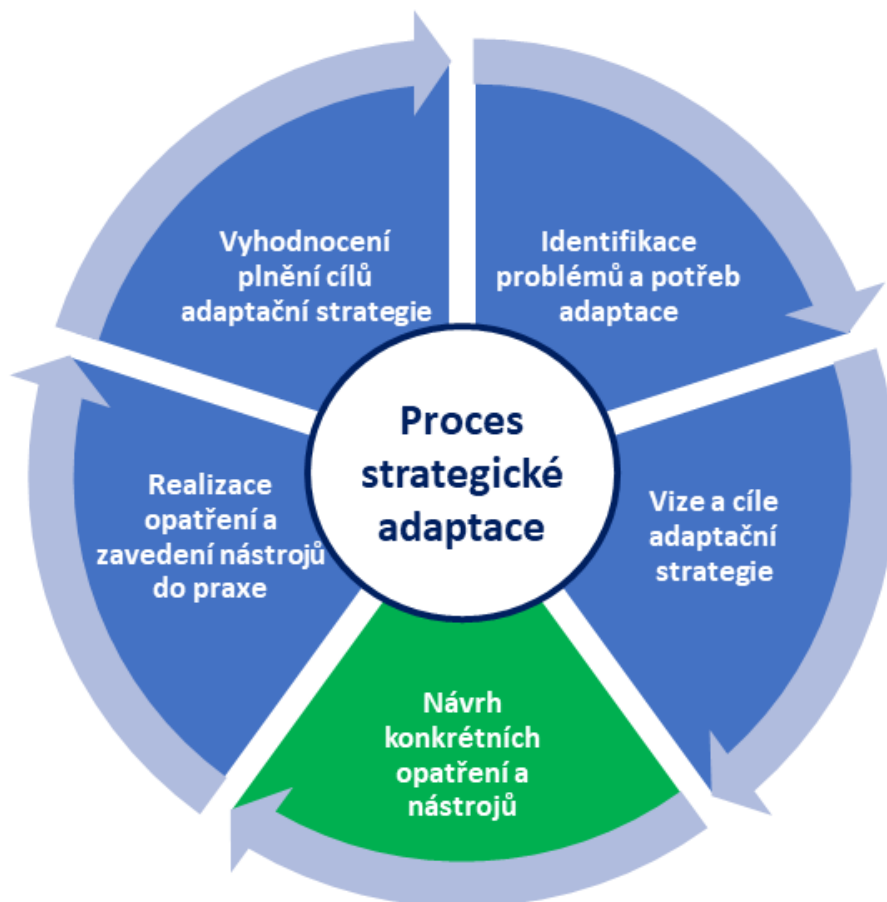 Proces
strategické
adaptace
Identifikace
problémů a potřeb
adaptace
Vize a cíle
adaptační
strategie
Návrh
konkrétních
opatření a
nástrojů
Realizace
opatření a
zavedení nástrojů
do praxe
Vyhodnocení
plnění cílů
adaptační strategie